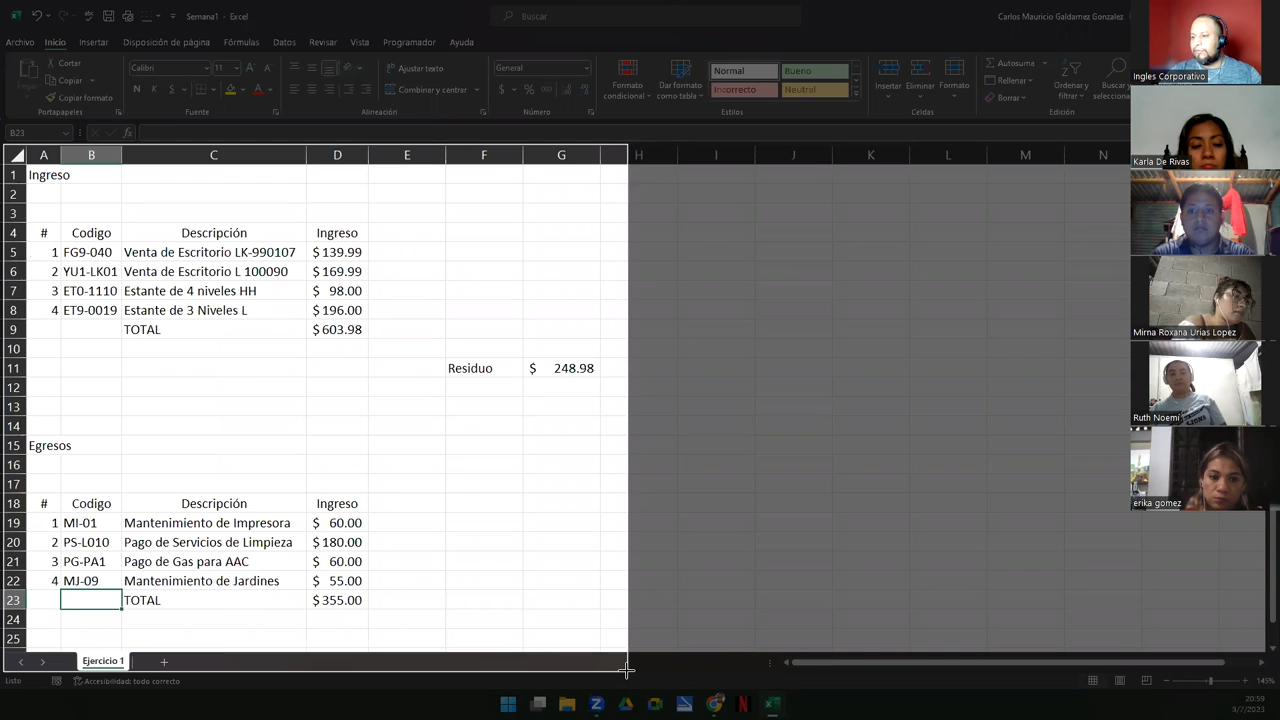 Semana1 - Excel
Buscar
Carlos Mauricio Galdamez Gonzalez
Archivo Inicio Insertar Disposición de página Fórmulas Datos Revisar Vista Programador Ayuda
Cortar
Copiar
Copiar formato
Portapapeles
Calibri 11
N K S
Fuente
Ajustar texto
Combinar y centrar
Alineación
General
Número
Formato condicional
Dar formato como tabla
Normal Bueno
Incorrecto Neutral
Estilos
Insertar Eliminar Formato
Celdas
Autosuma
Rellenar
Borrar
Ordenar y filtrar
Buscar y
B23
A B C D E F G H I J K L M N
1 Ingreso
2
3
4 # Codigo Descripción Ingreso
5 1 FG9-040 Venta de Escritorio LK-990107 $ 139.99
6 2 YU1-LK01 Venta de Escritorio L 100090 $ 169.99
7 3 ET0-1110 Estante de 4 niveles HH $ 98.00
8 4 ET9-0019 Estante de 3 Niveles L $ 196.00
9 TOTAL $ 603.98
10
11 Residuo $ 248.98
12
13
14
15 Egresos
16
17
18 # Codigo Descripción Ingreso
19 1 MI-01 Mantenimiento de Impresora $ 60.00
20 2 PS-L010 Pago de Servicios de Limpieza $ 180.00
21 3 PG-PA1 Pago de Gas para AAC $ 60.00
22 4 MJ-09 Mantenimiento de Jardines $ 55.00
23 TOTAL $ 355.00
24
25
Ejercicio 1
Listo
Accesibilidad: todo correcto
145%
20:59
3/7/2023
Ingles Corporativo
Karla De Rivas
Mirna Roxana Urias Lopez
Ruth Noemí
erika gomez